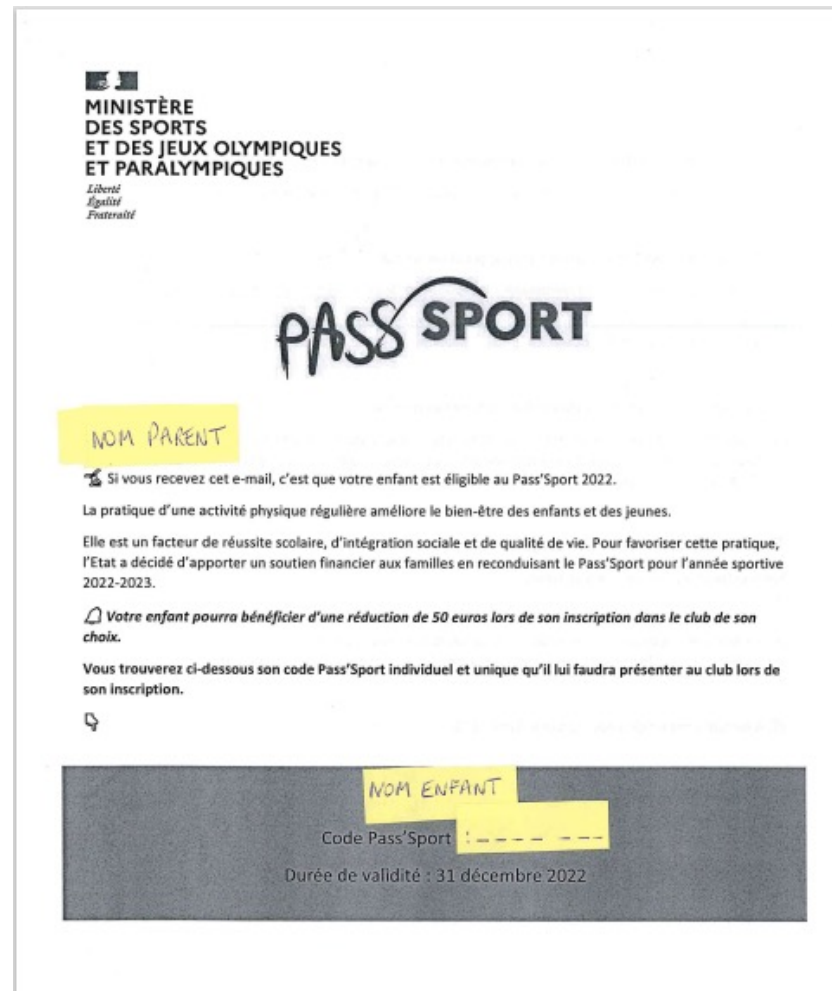 MINISTÈRE
DES SPORTS
ET DES JEUX OLYMPIQUES
ET PARALYMPIQUES
Liberté
Égalité
Fraternité
PASS SPORT
NOM PARENT
Si vous recevez cet e-mail, c'est que votre enfant est éligible au Pass'Sport 2022.
La pratique d'une activité physique régulière améliore le bien-être des enfants et des jeunes.
Elle est un facteur de réussite scolaire, d'intégration sociale et de qualité de vie. Pour favoriser cette pratique,
l'Etat a décidé d'apporter un soutien financier aux familles en reconduisant le Pass'Sport pour l'année sportive
2022-2023.
Votre enfant pourra bénéficier d'une réduction de 50 euros lors de son inscription dans le club de son
choix.
Vous trouverez ci-dessous son code Pass'Sport individuel et unique qu'il lui faudra présenter au club lors de
son inscription.
NOM ENFANT
Code Pass'Sport : _ _ _ _ _ _ _
Durée de validité : 31 décembre 2022